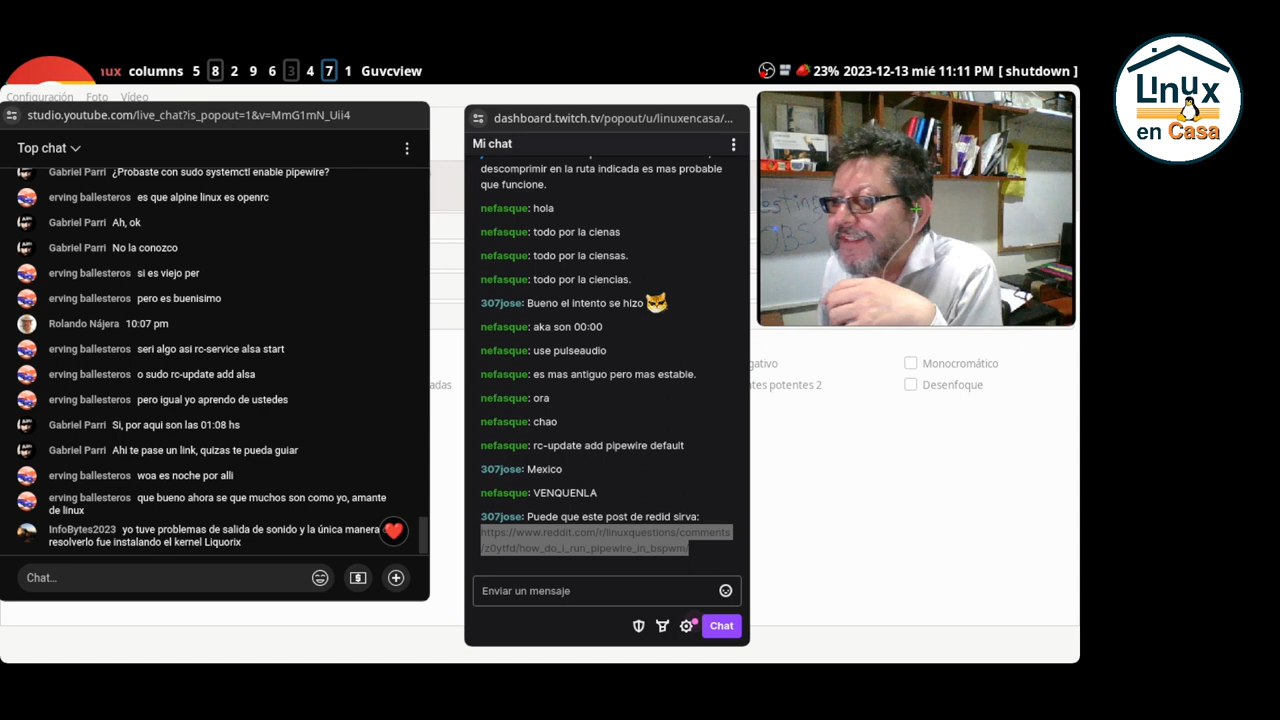 nux columns 5 8 2 9 6 3 4 7 1 Guvcview
23% 2023-12-13 mié 11:11 PM [ shutdown ]
Linux
en Casa
Configuración Foto Vídeo
studio.youtube.com/live_chat?is_popout=1&v=MmG1mN_Uii4
Top chat
Gabriel Parri ¿Probaste con sudo systemctl enable pipewire?
erving ballesteros es que alpine linux es openrc
Gabriel Parri Ah, ok
Gabriel Parri No la conozco
erving ballesteros si es viejo per
erving ballesteros pero es buenisimo
Rolando Nájera 10:07 pm
erving ballesteros seri algo asi rc-service alsa start
erving ballesteros o sudo rc-update add alsa
erving ballesteros pero igual yo aprendo de ustedes
Gabriel Parri Si, por aqui son las 01:08 hs
Gabriel Parri Ahi te pase un link, quizas te pueda guiar
erving ballesteros woa es noche por alli
erving ballesteros que bueno ahora se que muchos son como yo, amante
de linux
InfoBytes2023 yo tuve problemas de salida de sonido y la única manera
resolverlo fue instalando el kernel Liquorix
Chat...
dashboard.twitch.tv/popout/u/linuxencasa/...
Mi chat
descomprimir en la ruta indicada es mas probable
que funcione.
nefasque: hola
nefasque: todo por la cienas
nefasque: todo por la ciensas.
nefasque: todo por la ciencias.
307jose: Bueno el intento se hizo
nefasque: aka son 00:00
nefasque: use pulseaudio
nefasque: es mas antiguo pero mas estable.
nefasque: ora
nefasque: chao
nefasque: rc-update add pipewire default
307jose: Mexico
nefasque: VENQUENLA
307jose: Puede que este post de redid sirva:
https://www.reddit.com/r/linuxquestions/comments
/z0ytfd/how_do_i_run_pipewire_in_bspwm/
Enviar un mensaje
Chat
esting
OBS
gativo
Monocromático
adas
tes potentes 2
Desenfoque